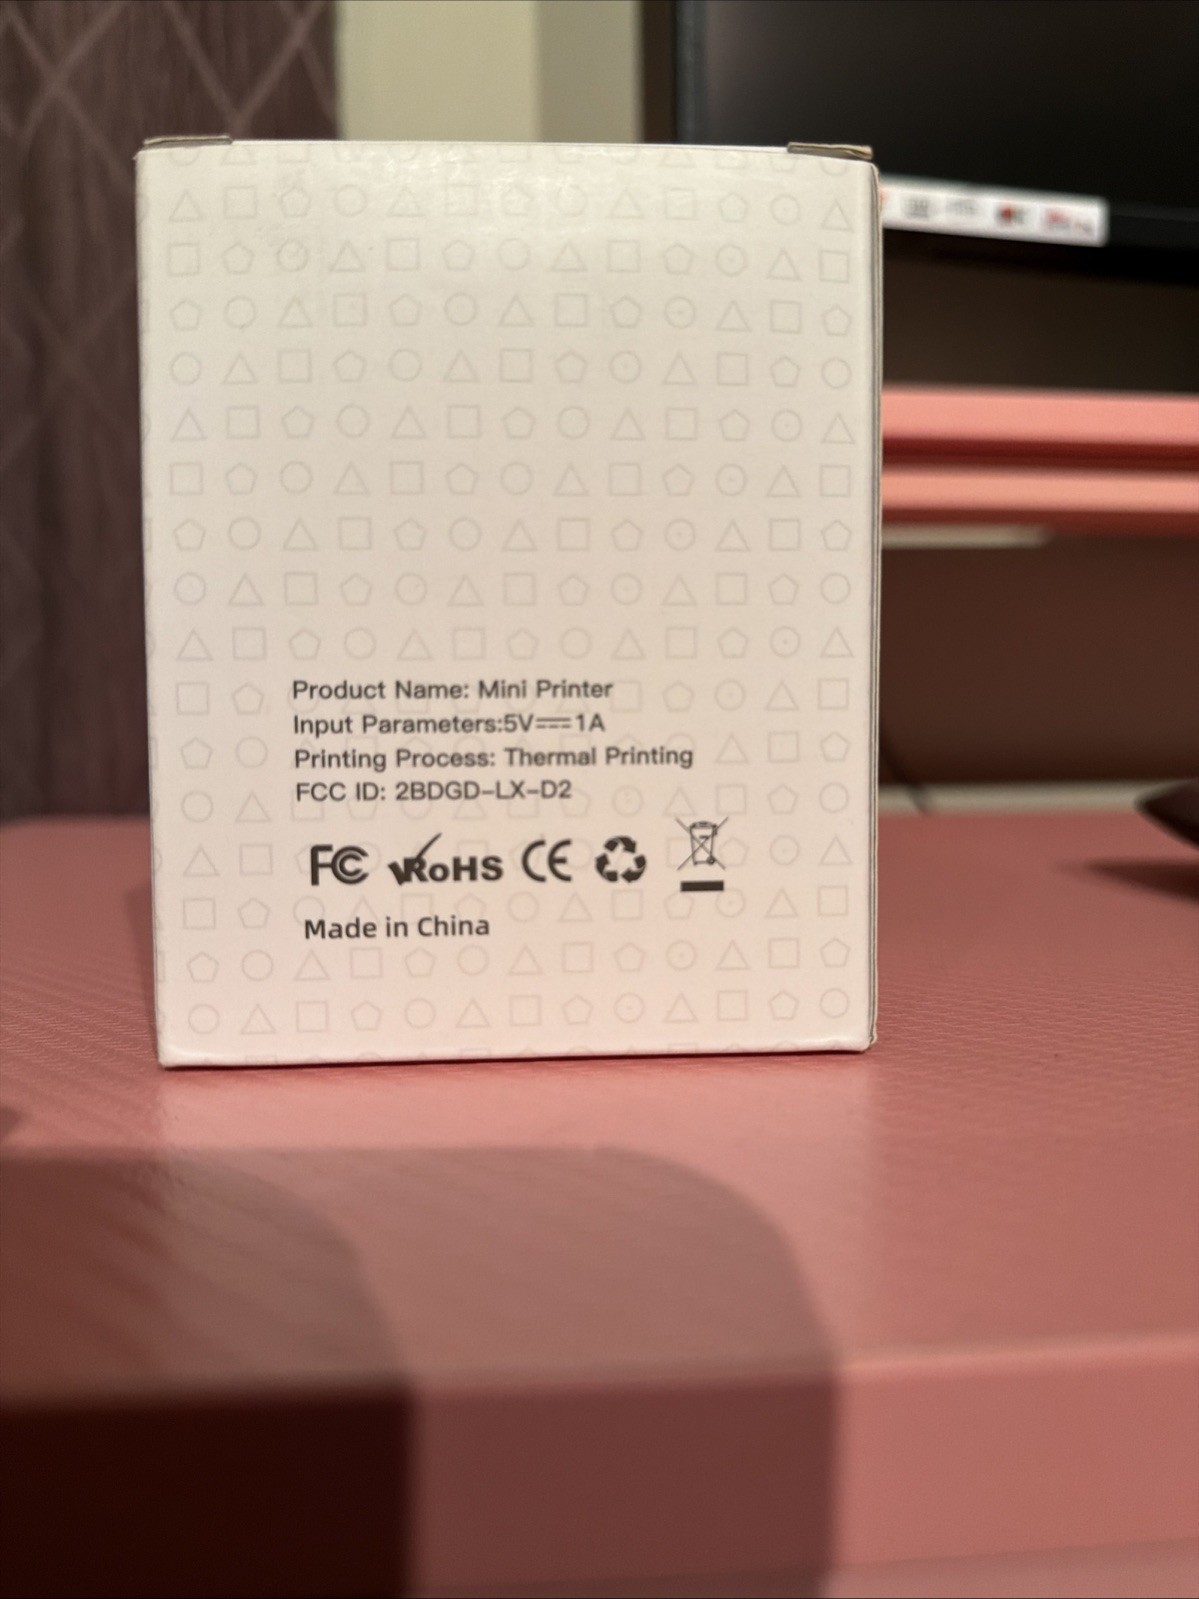 Product Name: Mini Printer
Input Parameters:5V⎓1A
Printing Process: Thermal Printing
FCC ID: 2BDGD-LX-D2
FC RoHS CE
Made in China